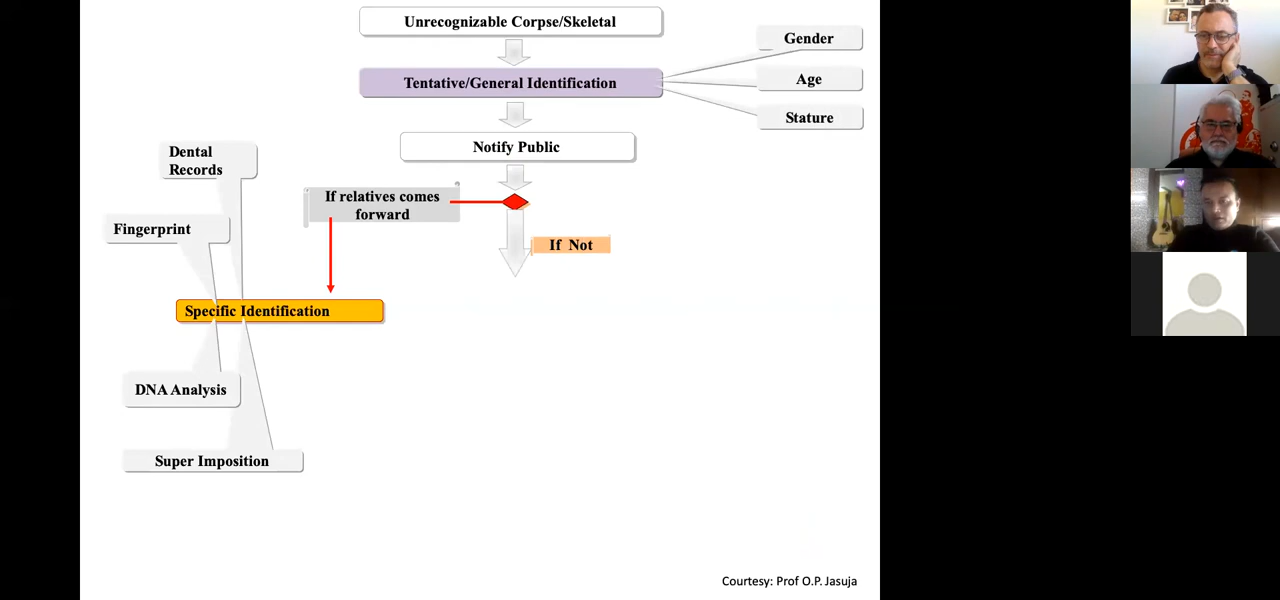 Unrecognizable Corpse/Skeletal
Gender
Tentative/General Identification
Age
Stature
Notify Public
Dental
Records
If relatives comes
forward
Fingerprint
If Not
Specific Identification
DNA Analysis
Super Imposition
Courtesy: Prof O.P. Jasuja